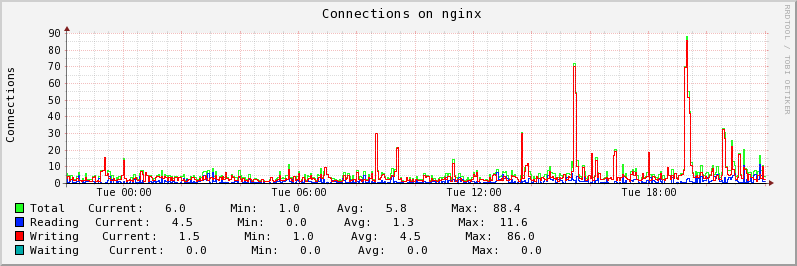 Connections on nginx
RRDTOOL / TOBI OETIKER
Connections
90
80
70
60
50
40
30
20
10
0
Tue 00:00 Tue 06:00 Tue 12:00 Tue 18:00
Total Current: 6.0 Min: 1.0 Avg: 5.8 Max: 88.4
Reading Current: 4.5 Min: 0.0 Avg: 1.3 Max: 11.6
Writing Current: 1.5 Min: 1.0 Avg: 4.5 Max: 86.0
Waiting Current: 0.0 Min: 0.0 Avg: 0.0 Max: 0.0